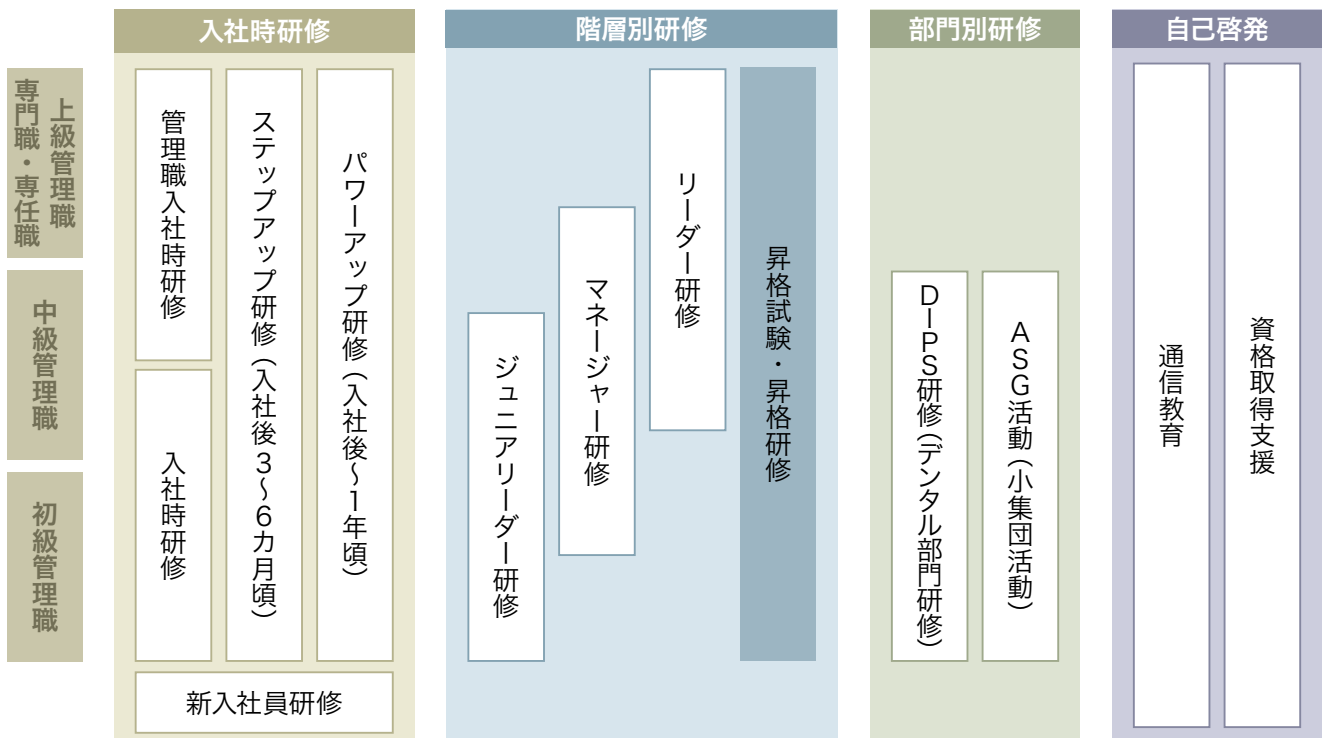 入社時研修
階層別研修
部門別研修
自己啓発
上級管理職
専門職・専任職
中級管理職
初級管理職
管理職入社時研修
入社時研修
ステップアップ研修（入社後3～6カ月頃）
パワーアップ研修（入社後～1年頃）
新入社員研修
ジュニアリーダー研修
マネージャー研修
リーダー研修
昇格試験・昇格研修
DIPS研修（デンタル部門研修）
ASG活動（小集団活動）
通信教育
資格取得支援